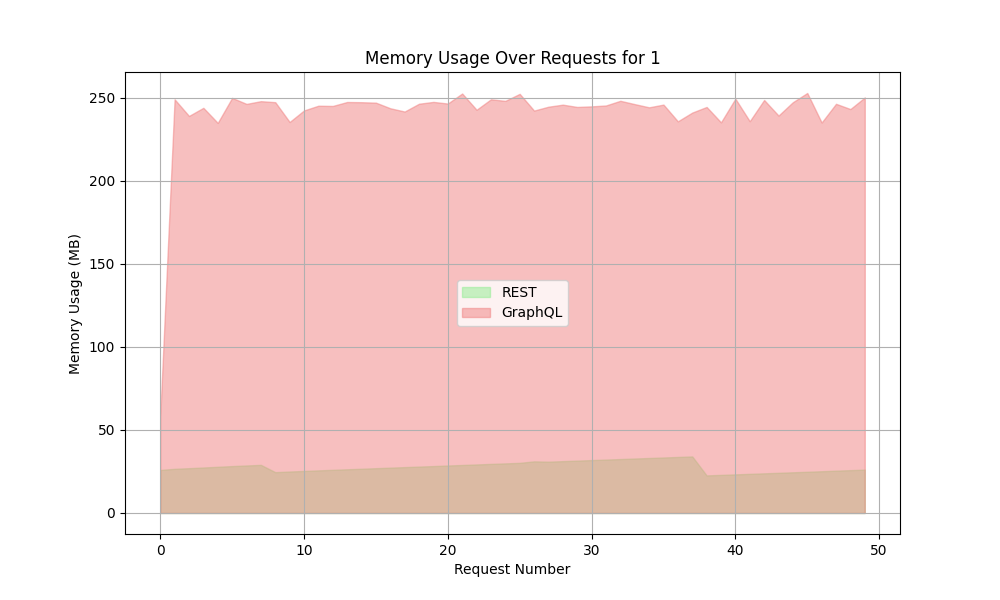 Memory Usage Over Requests for 1
Memory Usage (MB)
250
200
150
100
50
0
REST
GraphQL
0 10 20 30 40 50
Request Number